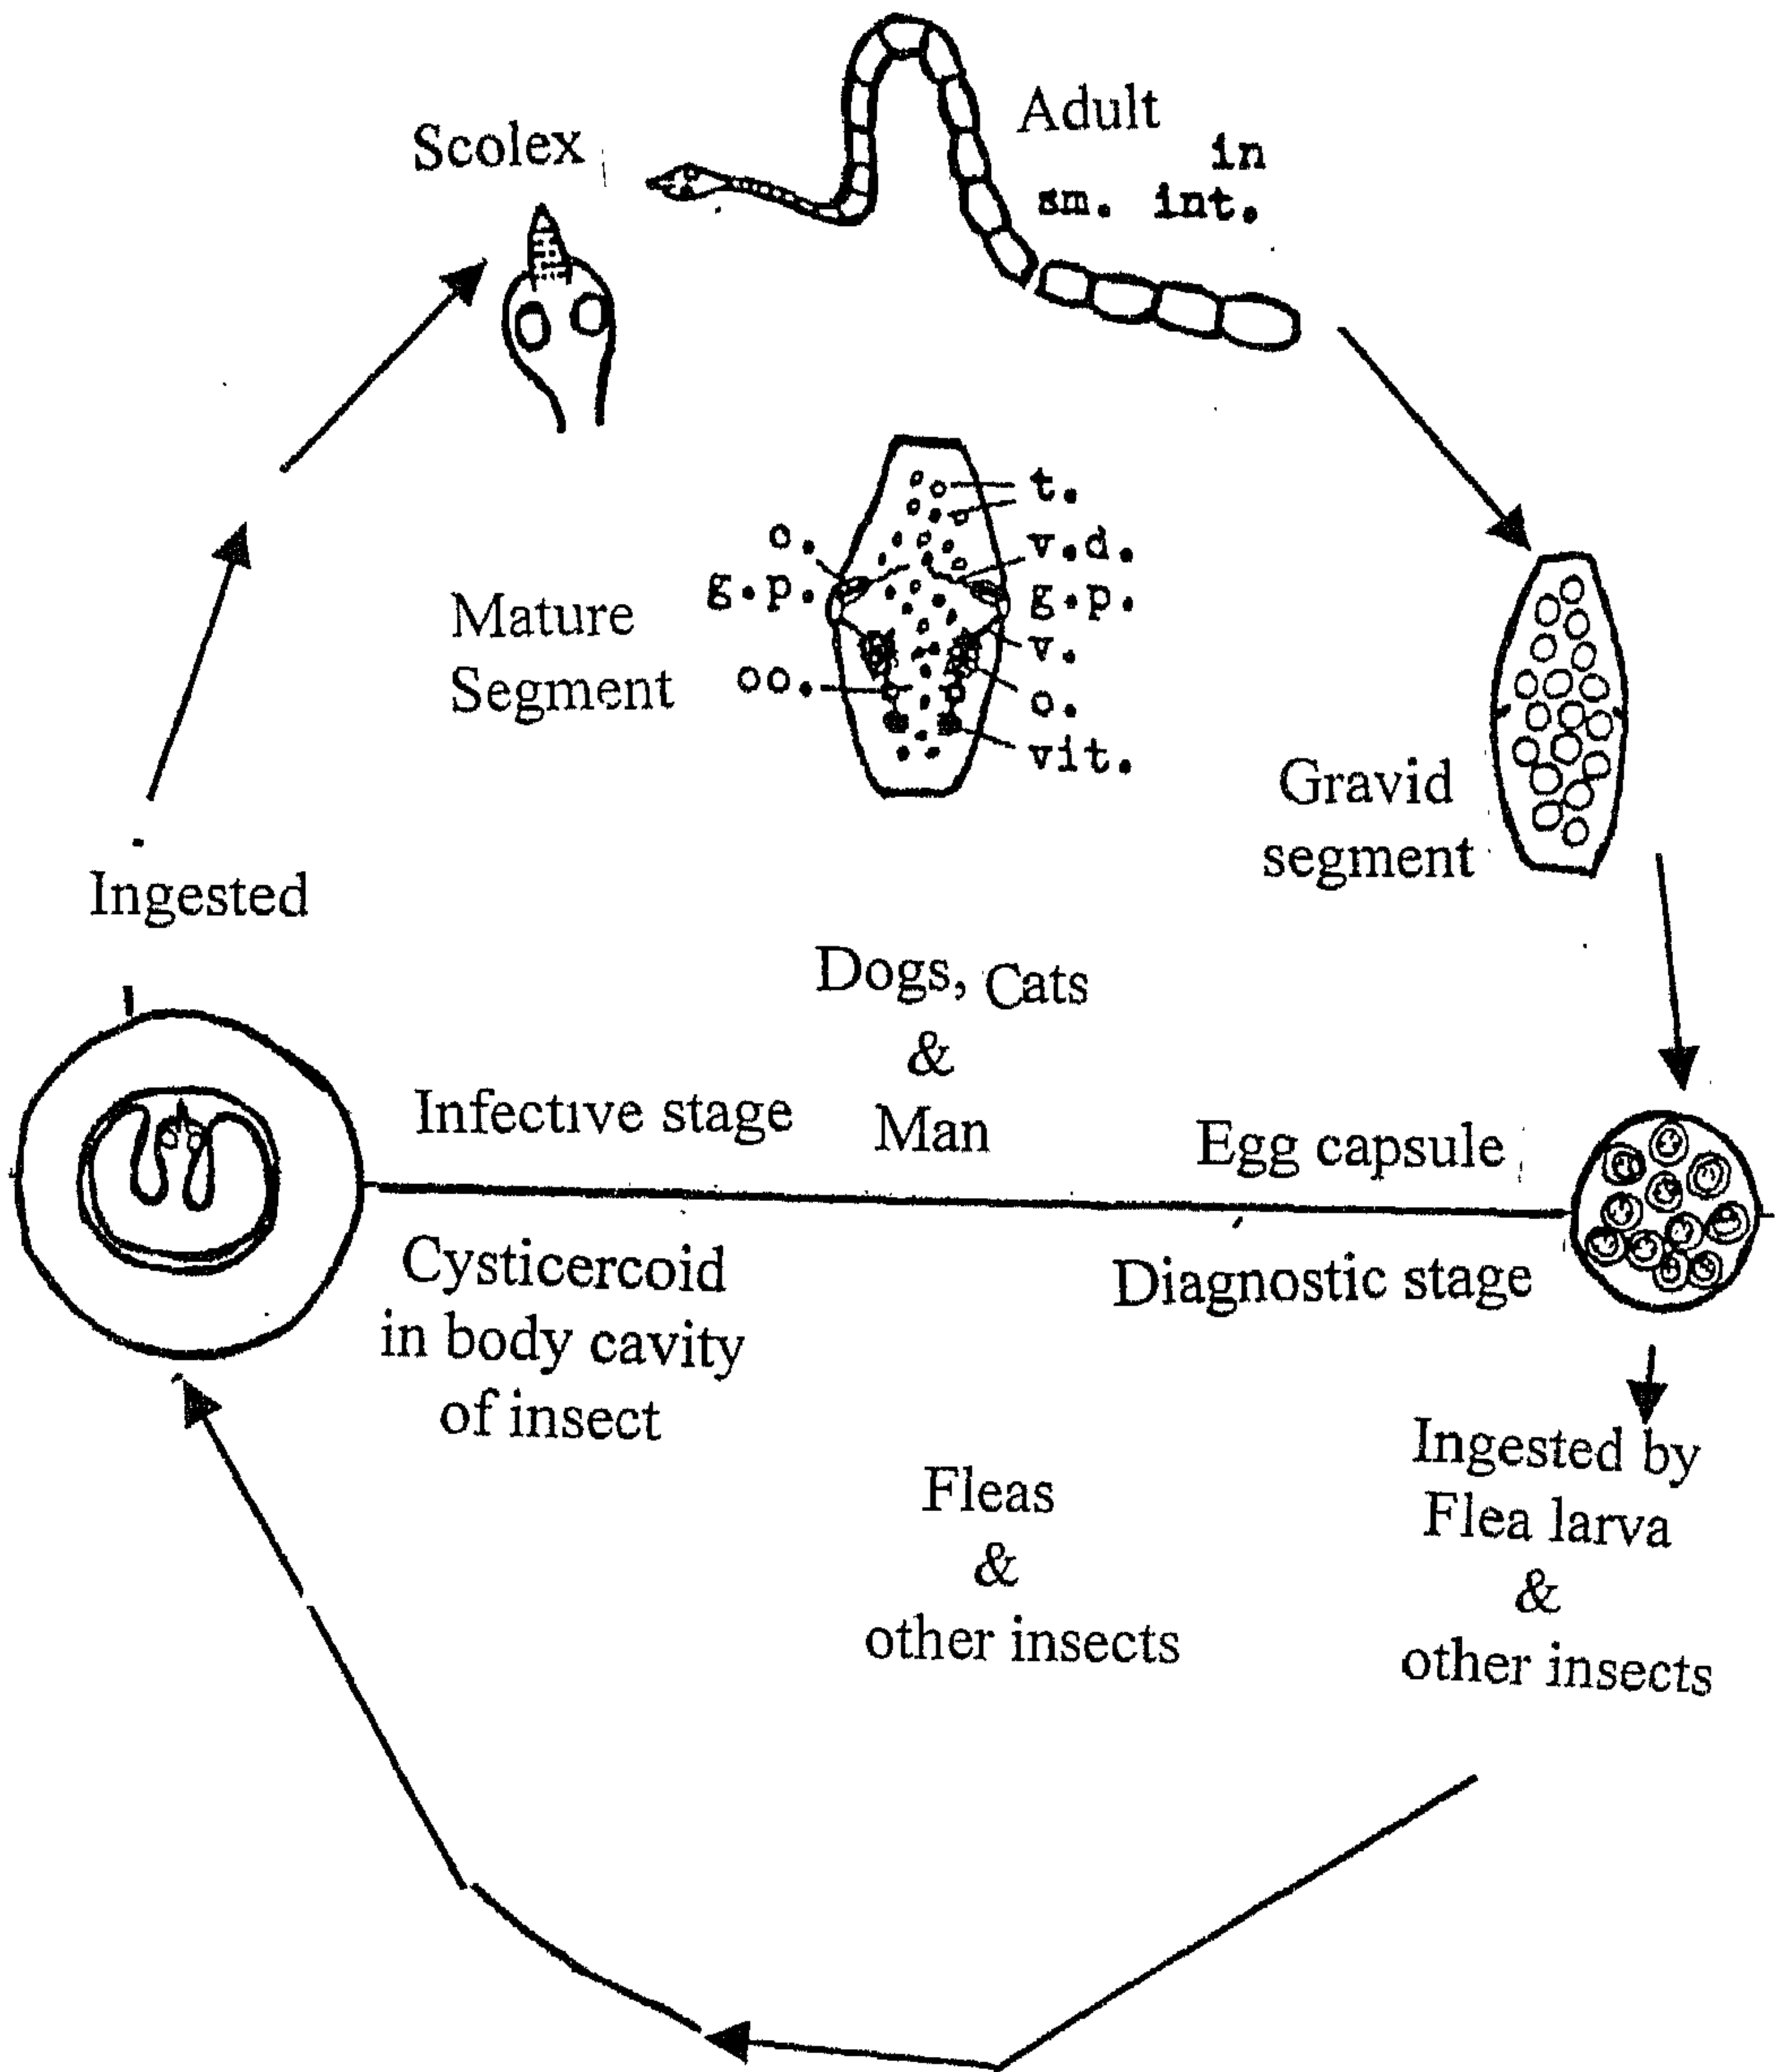 Scolex
Adult
in
sm. int.
Mature
Segment
o.
g.p.
oo.
t.
v.d.
g.p.
v.
o.
vit.
Gravid
segment
Ingested
Dogs, Cats
&
Man
Infective stage
Egg capsule
Cysticercoid
in body cavity
of insect
Diagnostic stage
Fleas
&
other insects
Ingested by
Flea larva
&
other insects